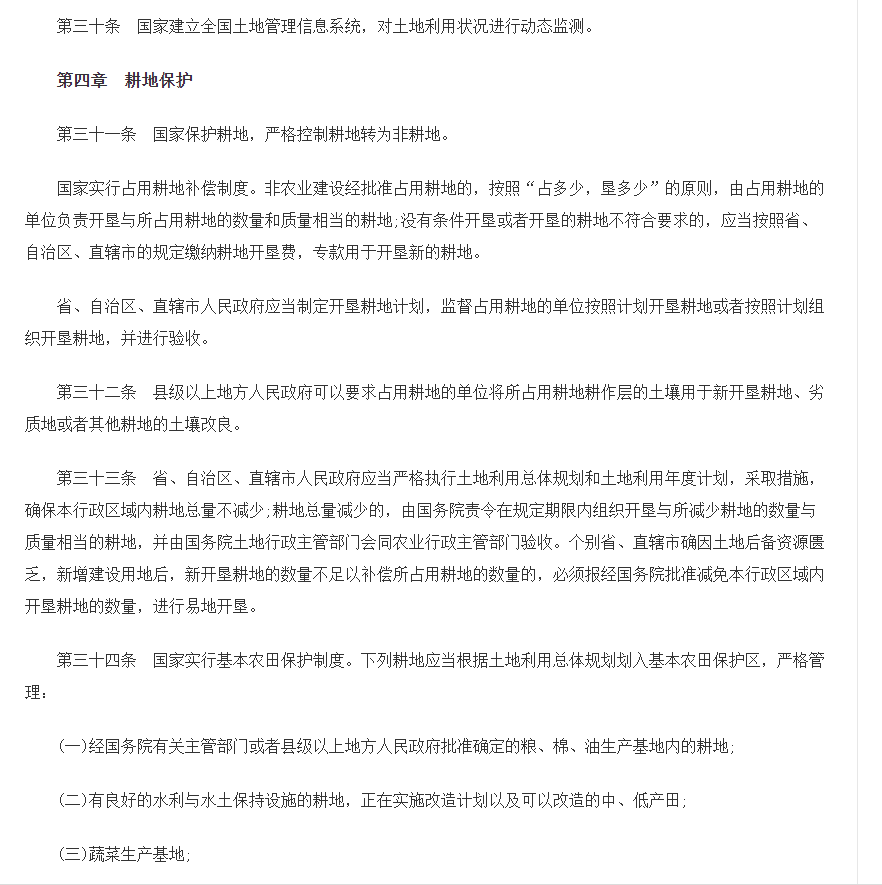 第三十条　国家建立全国土地管理信息系统，对土地利用状况进行动态监测。
第四章　耕地保护
第三十一条　国家保护耕地，严格控制耕地转为非耕地。
国家实行占用耕地补偿制度。非农业建设经批准占用耕地的，按照“占多少，垦多少”的原则，由占用耕地的
单位负责开垦与所占用耕地的数量和质量相当的耕地;没有条件开垦或者开垦的耕地不符合要求的，应当按照省、
自治区、直辖市的规定缴纳耕地开垦费，专款用于开垦新的耕地。
省、自治区、直辖市人民政府应当制定开垦耕地计划，监督占用耕地的单位按照计划开垦耕地或者按照计划组
织开垦耕地，并进行验收。
第三十二条　县级以上地方人民政府可以要求占用耕地的单位将所占用耕地耕作层的土壤用于新开垦耕地、劣
质地或者其他耕地的土壤改良。
第三十三条　省、自治区、直辖市人民政府应当严格执行土地利用总体规划和土地利用年度计划，采取措施，
确保本行政区域内耕地总量不减少;耕地总量减少的，由国务院责令在规定期限内组织开垦与所减少耕地的数量与
质量相当的耕地，并由国务院土地行政主管部门会同农业行政主管部门验收。个别省、直辖市确因土地后备资源匮
乏，新增建设用地后，新开垦耕地的数量不足以补偿所占用耕地的数量的，必须报经国务院批准减免本行政区域内
开垦耕地的数量，进行易地开垦。
第三十四条　国家实行基本农田保护制度。下列耕地应当根据土地利用总体规划划入基本农田保护区，严格管
理：
(一)经国务院有关主管部门或者县级以上地方人民政府批准确定的粮、棉、油生产基地内的耕地;
(二)有良好的水利与水土保持设施的耕地，正在实施改造计划以及可以改造的中、低产田;
(三)蔬菜生产基地;